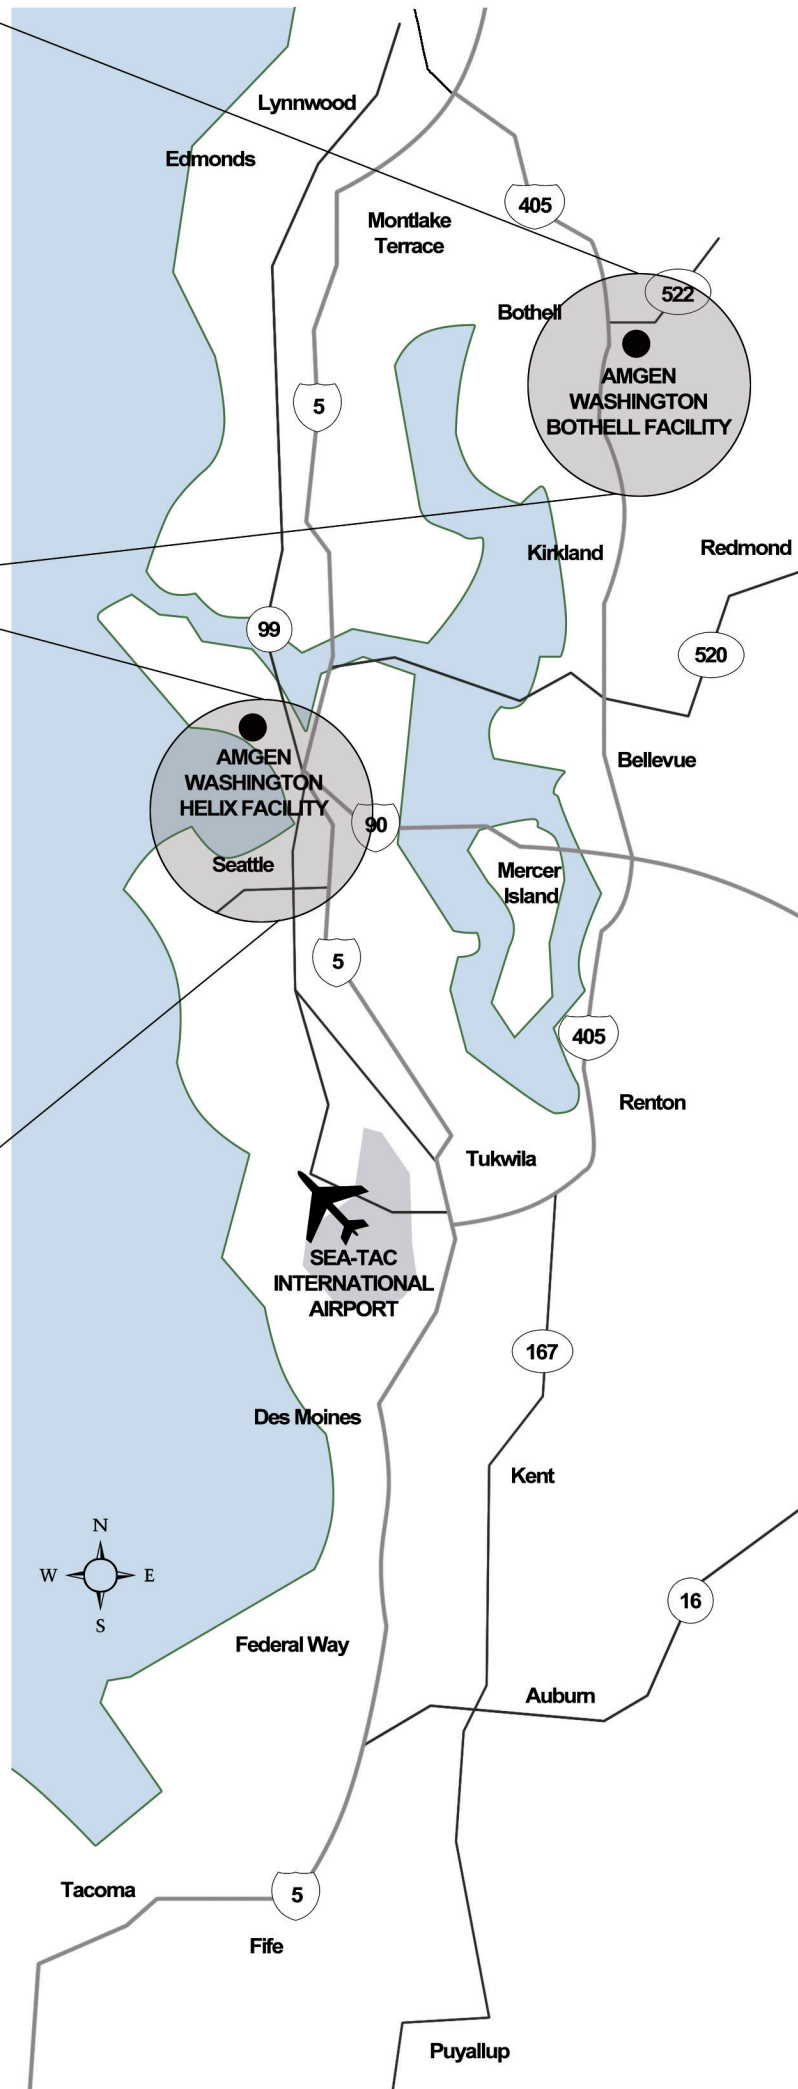 Lynnwood
Edmonds
405
Montlake
Terrace
522
Bothell
AMGEN
WASHINGTON
BOTHELL FACILITY
5
Kirkland
Redmond
99
520
AMGEN
WASHINGTON
HELIX FACILITY
Bellevue
90
Seattle
Mercer
Island
5
405
Renton
Tukwila
SEA-TAC
INTERNATIONAL
AIRPORT
167
Des Moines
Kent
N
W
E
S
16
Federal Way
Auburn
Tacoma
5
Fife
Puyallup